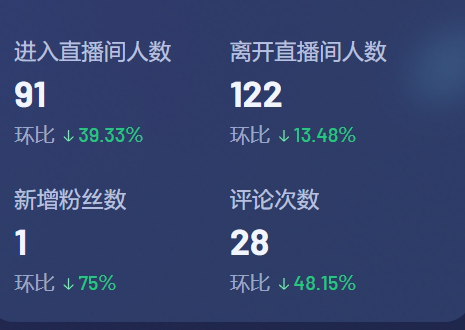 进入直播间人数 离开直播间人数
91 122
环比 ↓39.33% 环比 ↓13.48%
新增粉丝数 评论次数
1 28
环比 ↓75% 环比 ↓48.15%